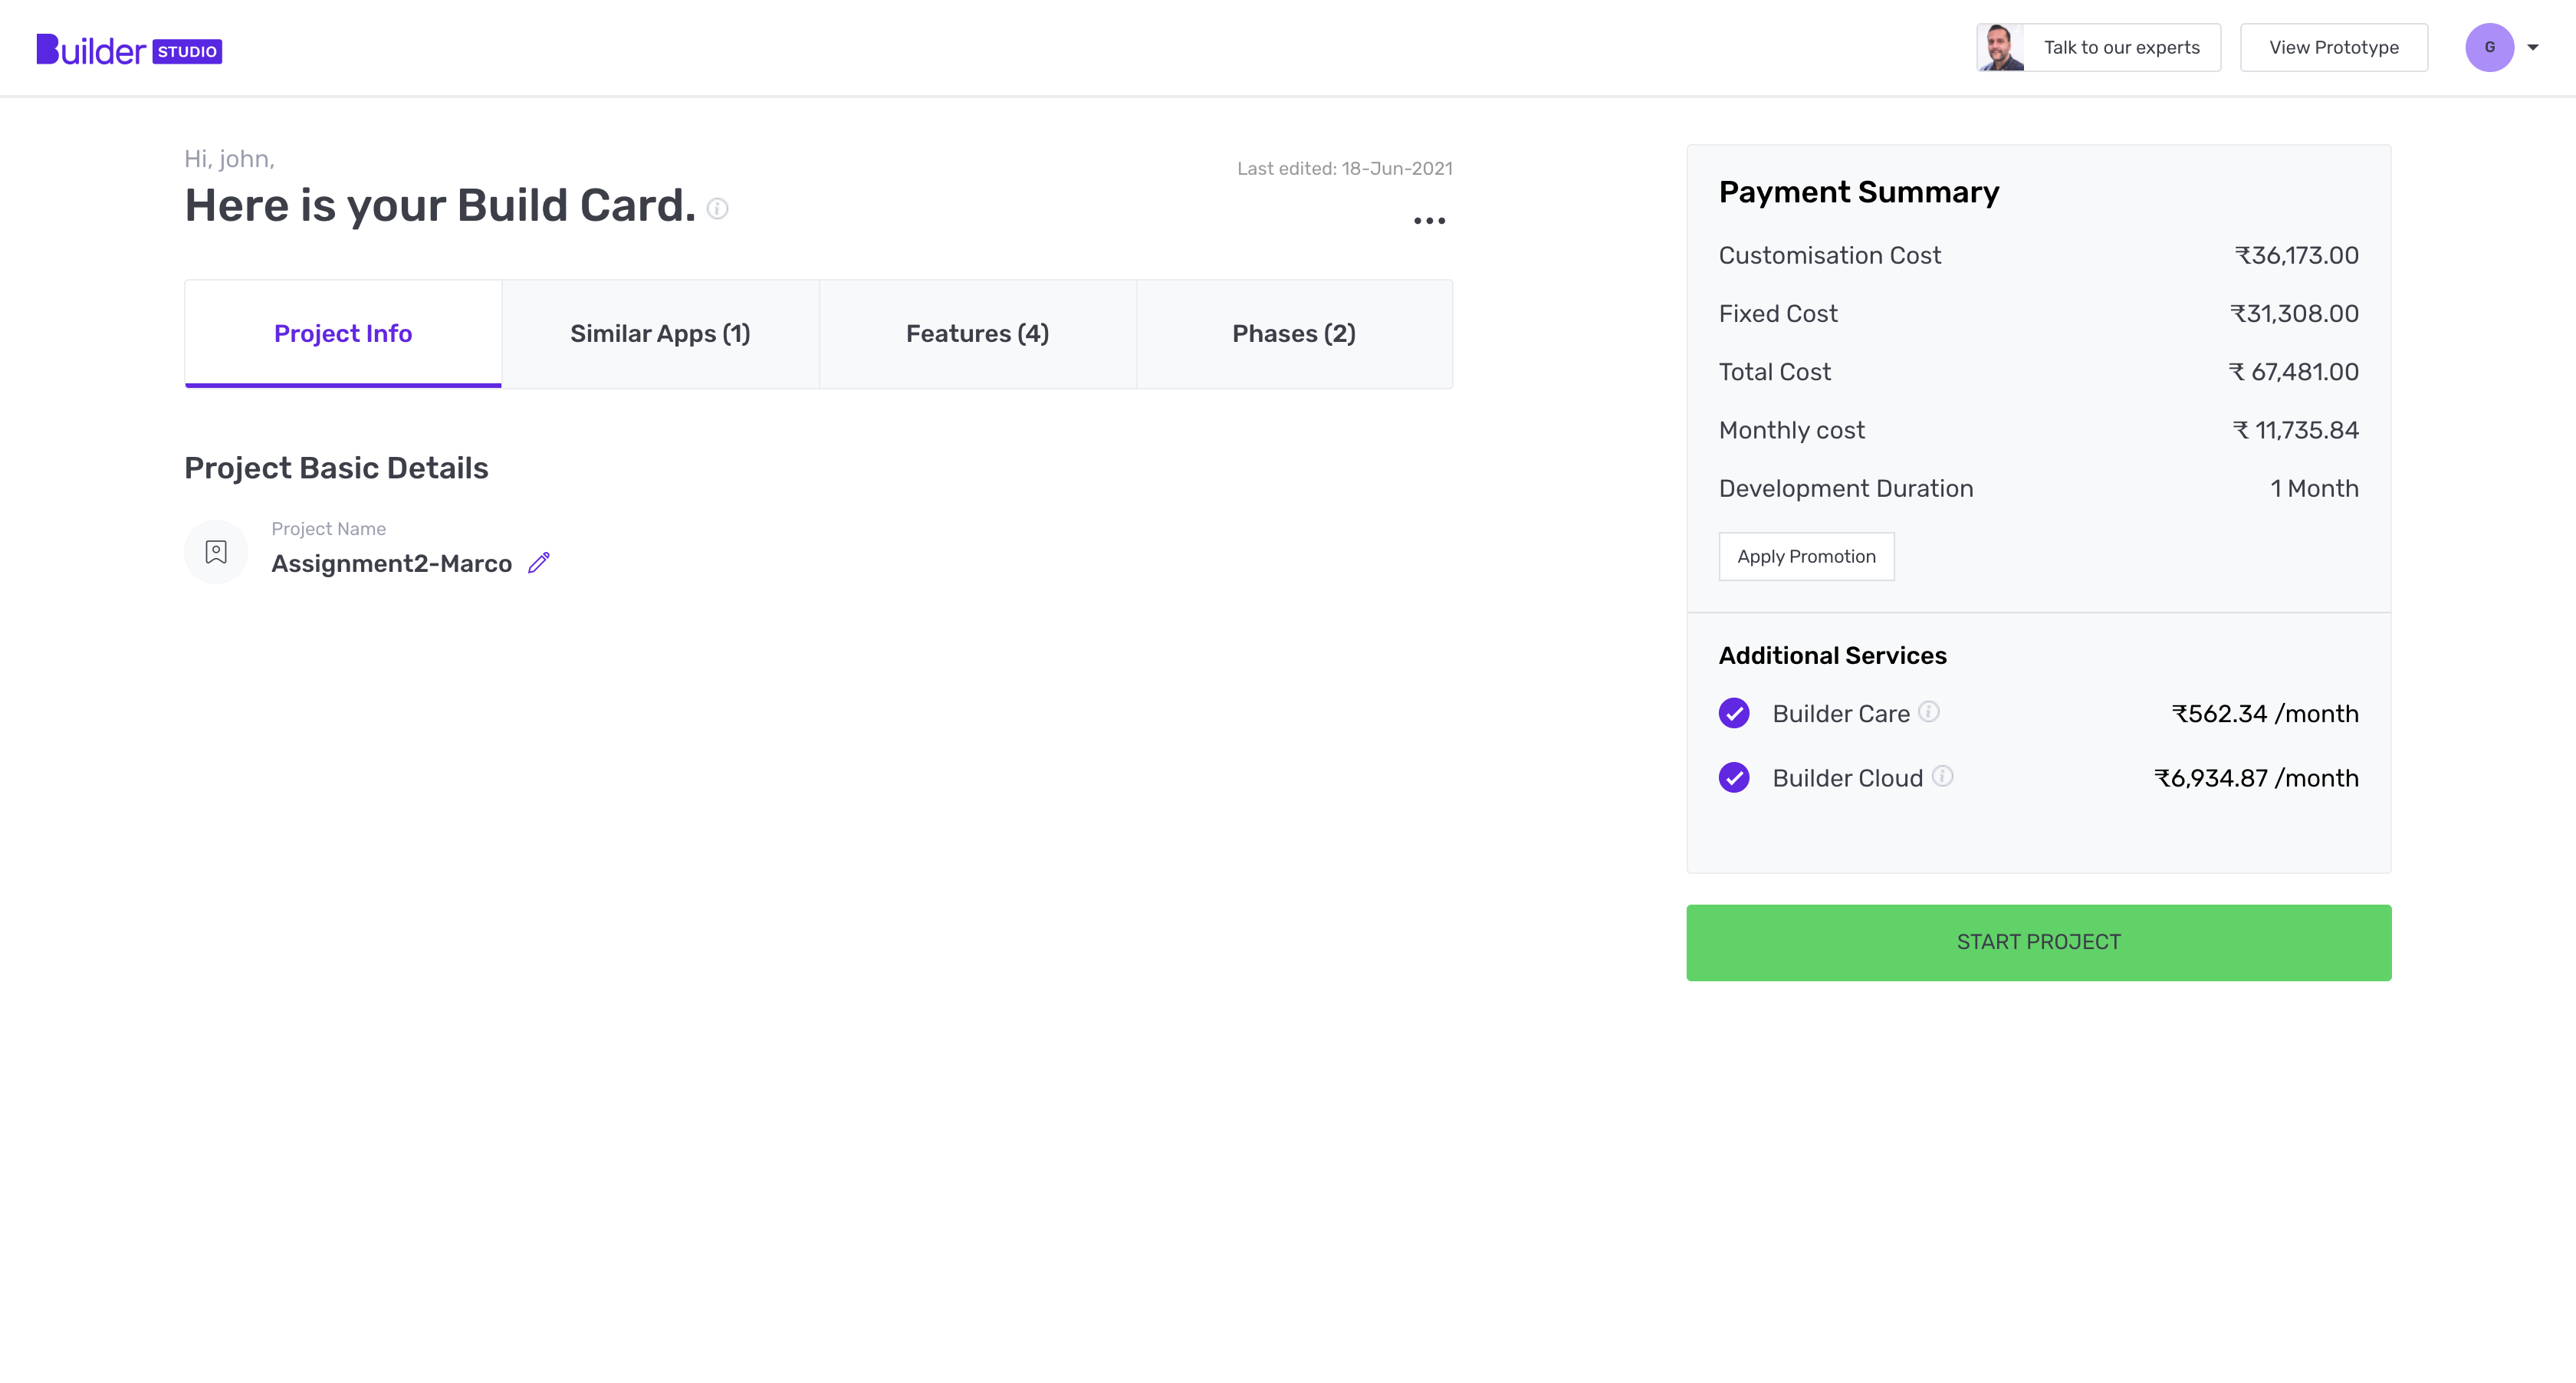 Builder STUDIO
Talk to our experts
View Prototype
G
Hi, john,
Last edited: 18-Jun-2021
Here is your Build Card.
Project Info
Similar Apps (1)
Features (4)
Phases (2)
Project Basic Details
Project Name
Assignment2-Marco
Payment Summary
Customisation Cost ₹36,173.00
Fixed Cost ₹31,308.00
Total Cost ₹ 67,481.00
Monthly cost ₹ 11,735.84
Development Duration 1 Month
Apply Promotion
Additional Services
Builder Care ₹562.34 /month
Builder Cloud ₹6,934.87 /month
START PROJECT